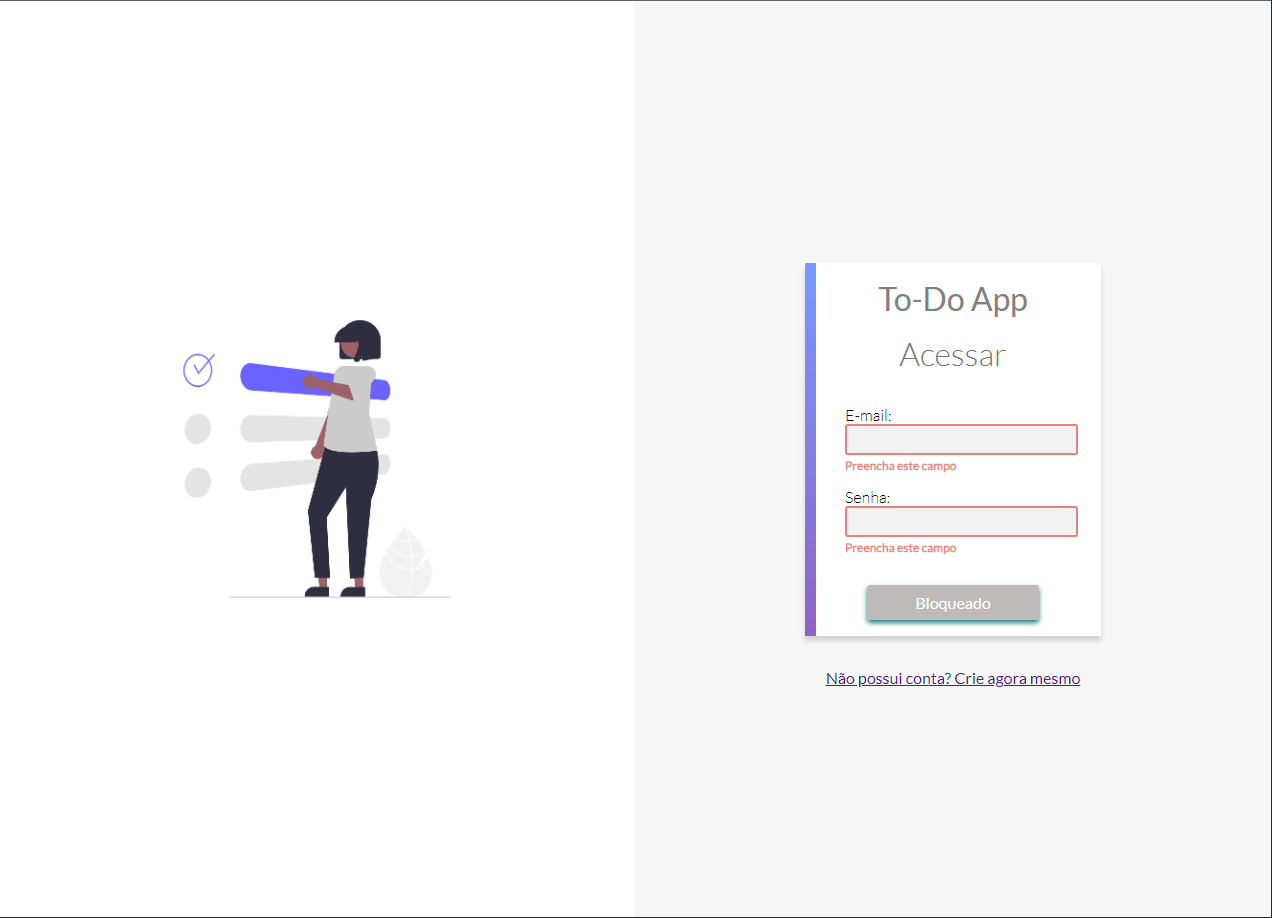 To-Do App
Acessar
E-mail:
Preencha este campo
Senha:
Preencha este campo
Bloqueado
Não possui conta? Crie agora mesmo